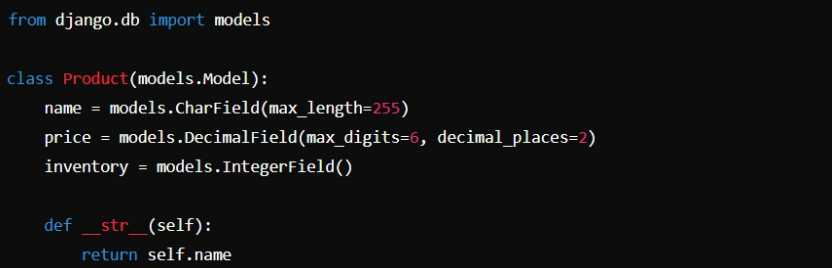 from django.db import models
class Product(models.Model):
    name = models.CharField(max_length=255)
    price = models.DecimalField(max_digits=6, decimal_places=2)
    inventory = models.IntegerField()
    def __str__(self):
        return self.name